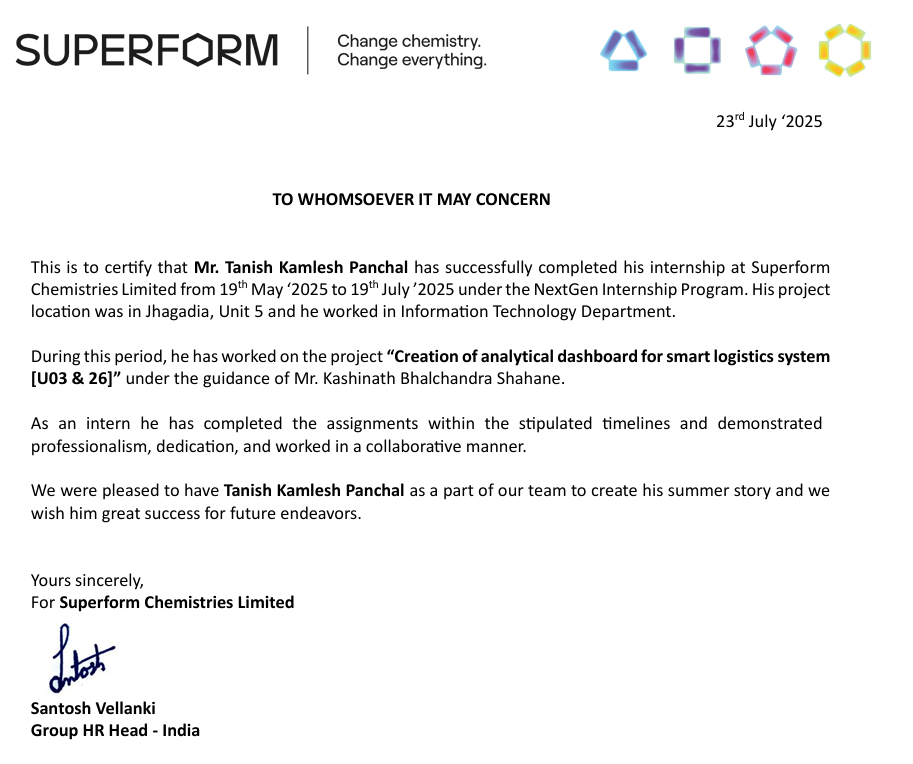 SUPERFORM
Change chemistry.
Change everything.
23rd July ‘2025
TO WHOMSOEVER IT MAY CONCERN
This is to certify that Mr. Tanish Kamlesh Panchal has successfully completed his internship at Superform
Chemistries Limited from 19th May ‘2025 to 19th July ’2025 under the NextGen Internship Program. His project
location was in Jhagadia, Unit 5 and he worked in Information Technology Department.
During this period, he has worked on the project “Creation of analytical dashboard for smart logistics system
[U03 & 26]” under the guidance of Mr. Kashinath Bhalchandra Shahane.
As an intern he has completed the assignments within the stipulated timelines and demonstrated
professionalism, dedication, and worked in a collaborative manner.
We were pleased to have Tanish Kamlesh Panchal as a part of our team to create his summer story and we
wish him great success for future endeavors.
Yours sincerely,
For Superform Chemistries Limited
Santosh
Santosh Vellanki
Group HR Head - India